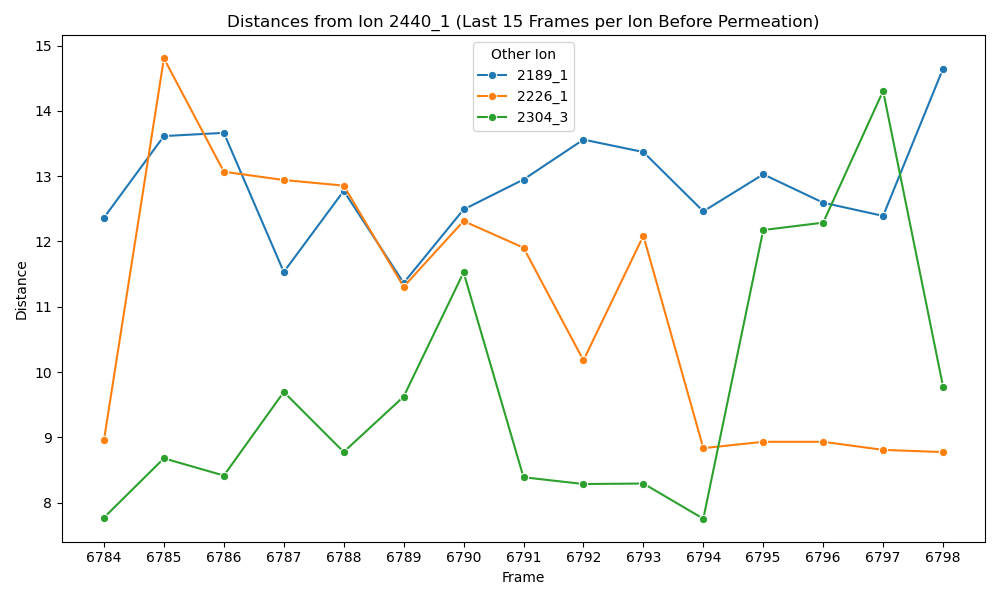 Distances from Ion 2440_1 (Last 15 Frames per Ion Before Permeation)
Other Ion
2189_1
2226_1
2304_3
Distance
15
14
13
12
11
10
9
8
6784 6785 6786 6787 6788 6789 6790 6791 6792 6793 6794 6795 6796 6797 6798
Frame